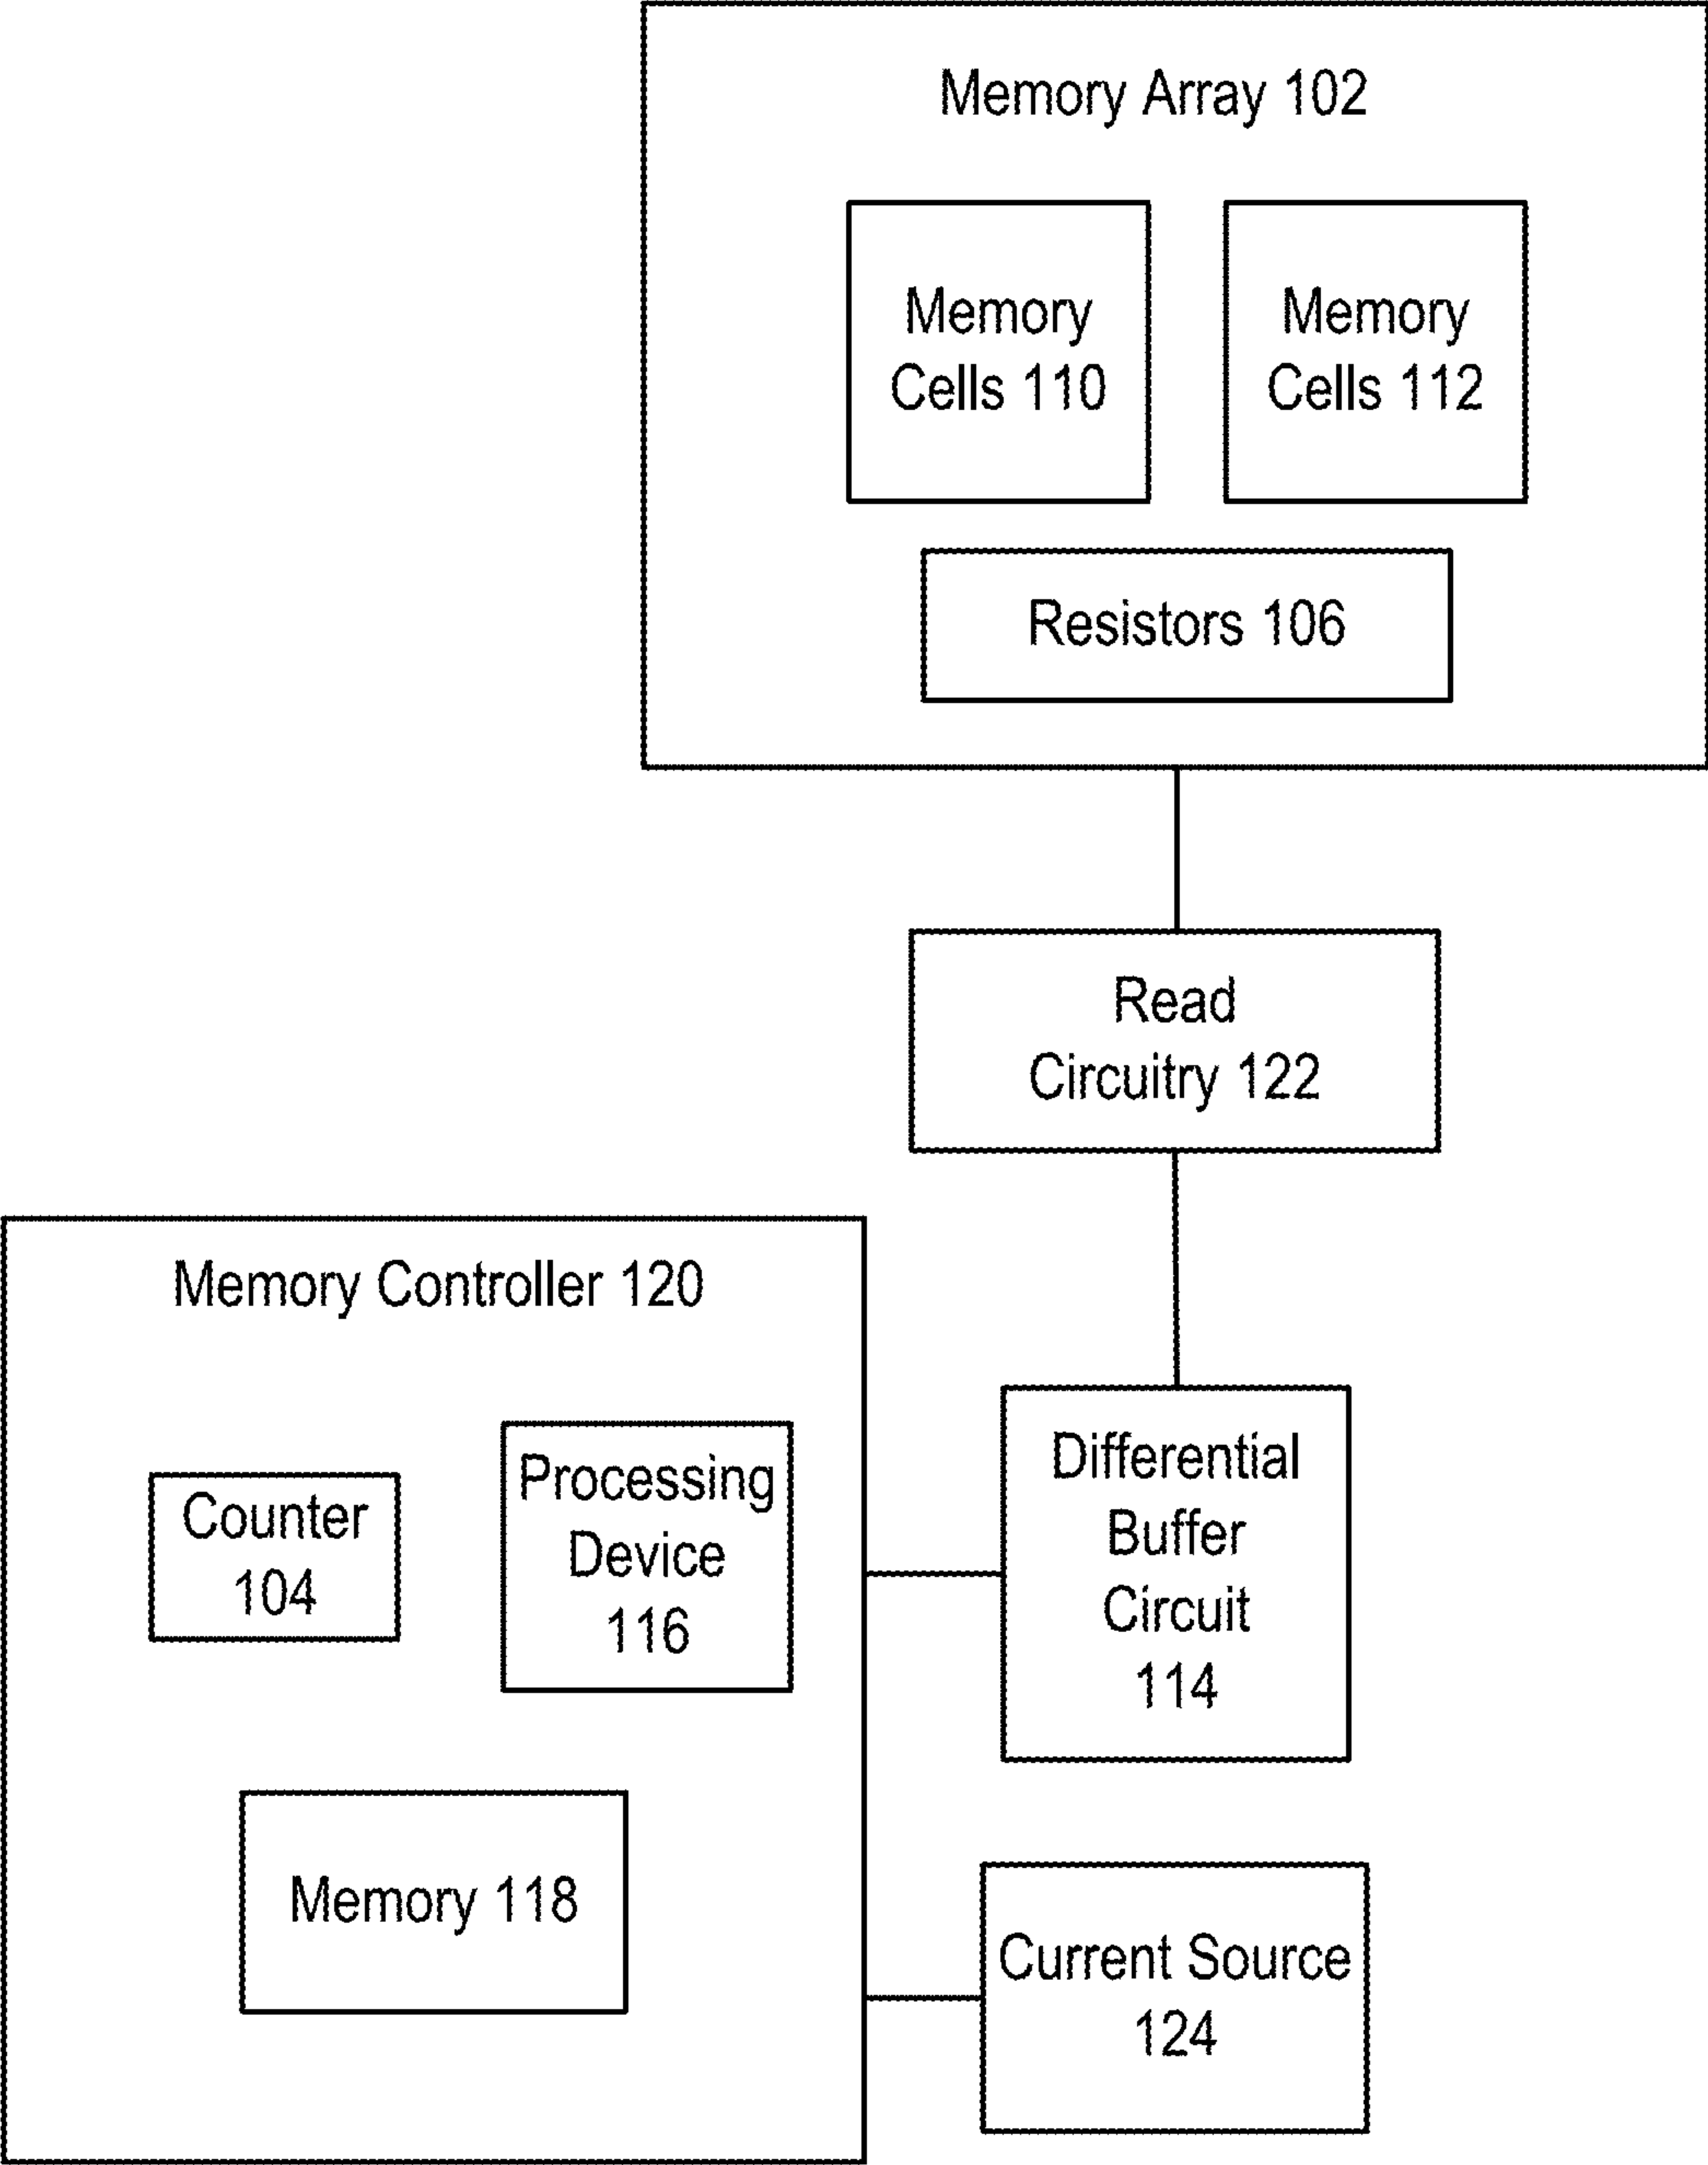 Memory Array 102
Memory
Cells 110
Memory
Cells 112
Resistors 106
Read
Circuitry 122
Memory Controller 120
Counter
104
Processing
Device
116
Memory 118
Differential
Buffer
Circuit
114
Current Source
124